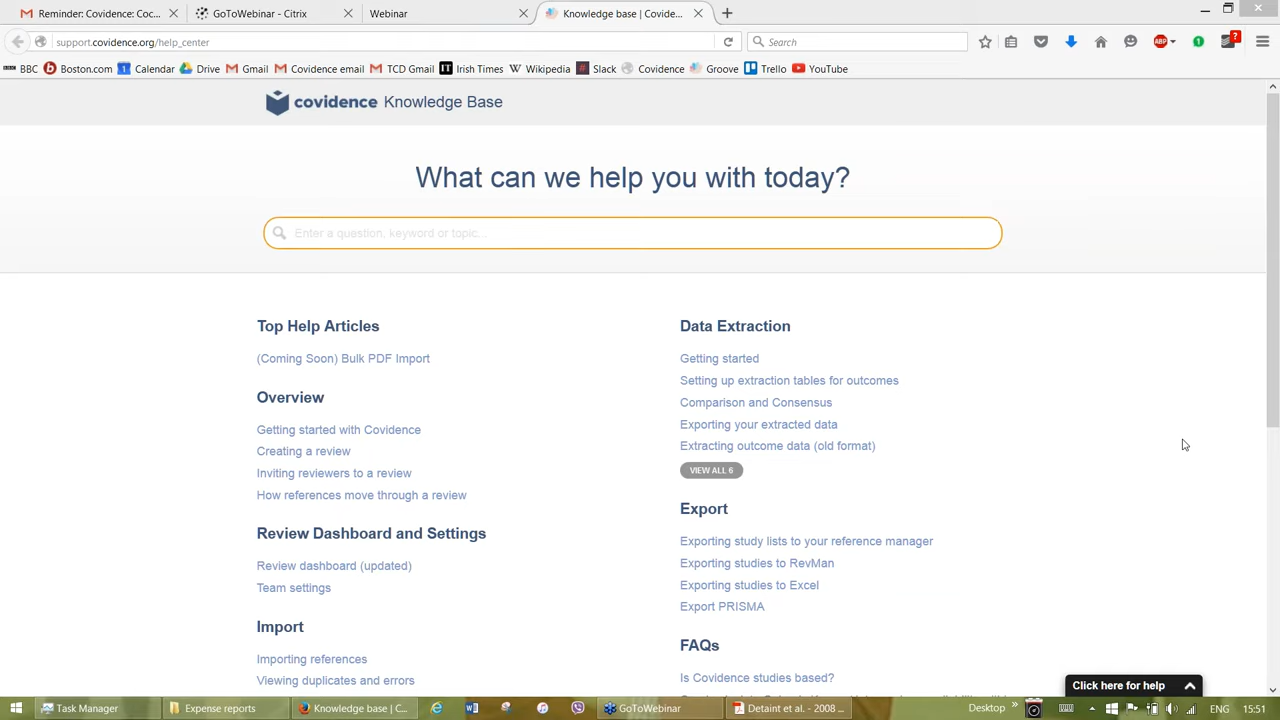 Reminder: Covidence: Coc...
GoToWebinar - Citrix
Webinar
Knowledge base | Covide...
support.covidence.org/help_center
Search
ABP
1
?
BBC
Boston.com
Calendar
Drive
Gmail
Covidence email
TCD Gmail
Irish Times
Wikipedia
Slack
Covidence
Groove
Trello
YouTube
covidence Knowledge Base
What can we help you with today?
Enter a question, keyword or topic...
Top Help Articles
(Coming Soon) Bulk PDF Import
Overview
Getting started with Covidence
Creating a review
Inviting reviewers to a review
How references move through a review
Review Dashboard and Settings
Review dashboard (updated)
Team settings
Import
Importing references
Viewing duplicates and errors
Data Extraction
Getting started
Setting up extraction tables for outcomes
Comparison and Consensus
Exporting your extracted data
Extracting outcome data (old format)
VIEW ALL 6
Export
Exporting study lists to your reference manager
Exporting studies to RevMan
Exporting studies to Excel
Export PRISMA
FAQs
Is Covidence studies based?
Click here for help
Task Manager
Expense reports
Knowledge base | C...
GoToWebinar
Detaint et al. - 2008 ...
Desktop
ENG
15:51